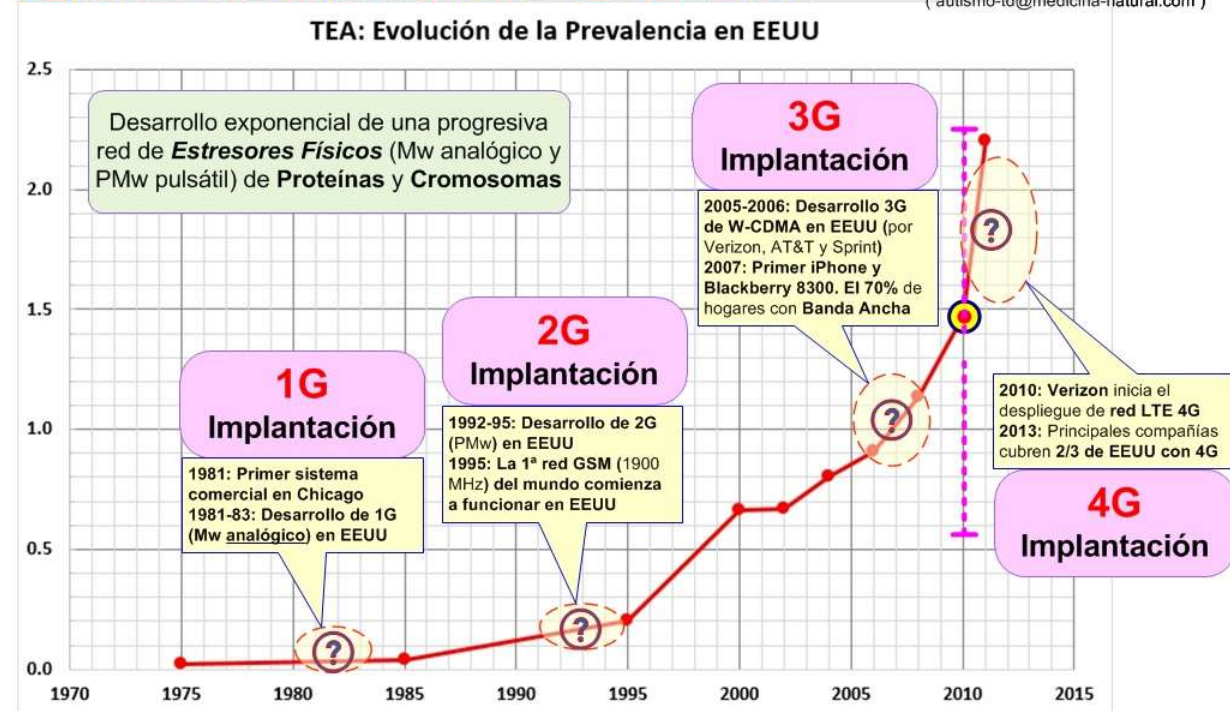 ( autismo-td@medicina-natural.com )
TEA: Evolución de la Prevalencia en EEUU
2.5
2.0
1.5
1.0
0.5
0.0
Desarrollo exponencial de una progresiva
red de Estresores Físicos (Mw analógico y
PMw pulsátil) de Proteínas y Cromosomas
1G
Implantación
1981: Primer sistema
comercial en Chicago
1981-83: Desarrollo de 1G
(Mw analógico) en EEUU
?
2G
Implantación
1992-95: Desarrollo de 2G
(PMw) en EEUU
1995: La 1ª red GSM (1900
MHz) del mundo comienza
a funcionar en EEUU
?
3G
Implantación
2005-2006: Desarrollo 3G
de W-CDMA en EEUU (por
Verizon, AT&T y Sprint)
2007: Primer iPhone y
Blackberry 8300. El 70% de
hogares con Banda Ancha
?
?
2010: Verizon inicia el
despliegue de red LTE 4G
2013: Principales compañías
cubren 2/3 de EEUU con 4G
4G
Implantación
1970 1975 1980 1985 1990 1995 2000 2005 2010 2015